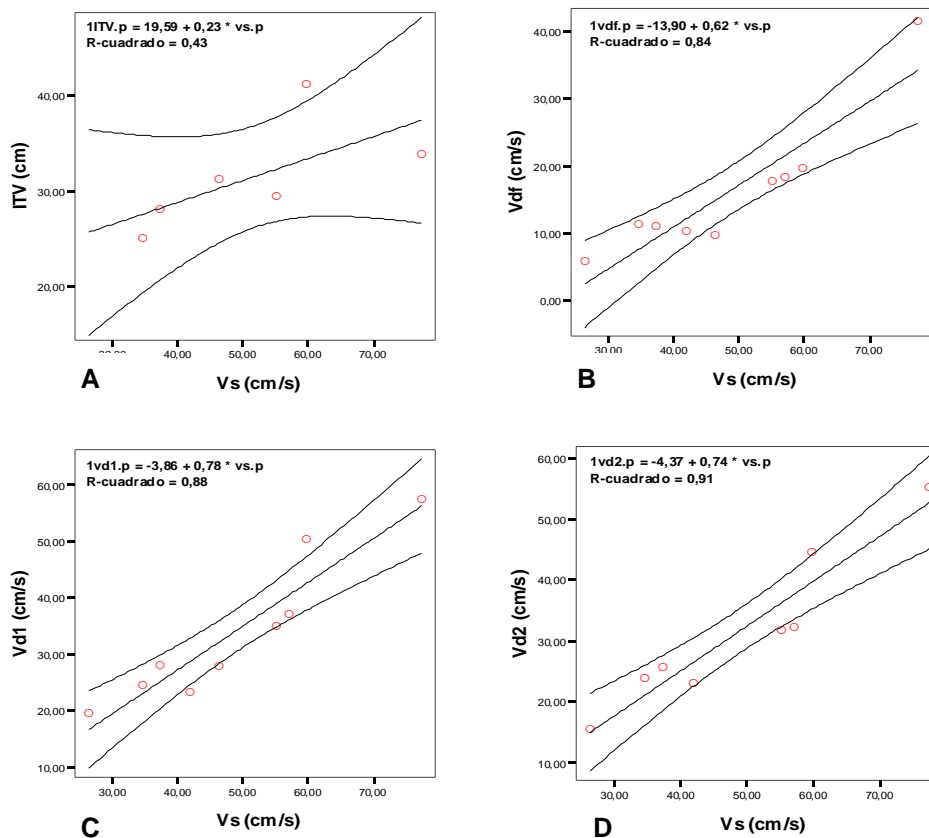 1ITV.p = 19,59 + 0,23 * vs.p
R-cuadrado = 0,43
40,00
30,00
20,00
ITV (cm)
30,00 40,00 50,00 60,00 70,00
A
Vs (cm/s)
1vdf.p = -13,90 + 0,62 * vs.p
R-cuadrado = 0,84
40,00
30,00
20,00
10,00
0,00
Vdf (cm/s)
30,00 40,00 50,00 60,00 70,00
B
Vs (cm/s)
1vd1.p = -3,86 + 0,78 * vs.p
R-cuadrado = 0,88
60,00
50,00
40,00
30,00
20,00
10,00
Vd1 (cm/s)
30,00 40,00 50,00 60,00 70,00
C
Vs (cm/s)
1vd2.p = -4,37 + 0,74 * vs.p
R-cuadrado = 0,91
60,00
50,00
40,00
30,00
20,00
10,00
Vd2 (cm/s)
30,00 40,00 50,00 60,00 70,00
D
Vs (cm/s)